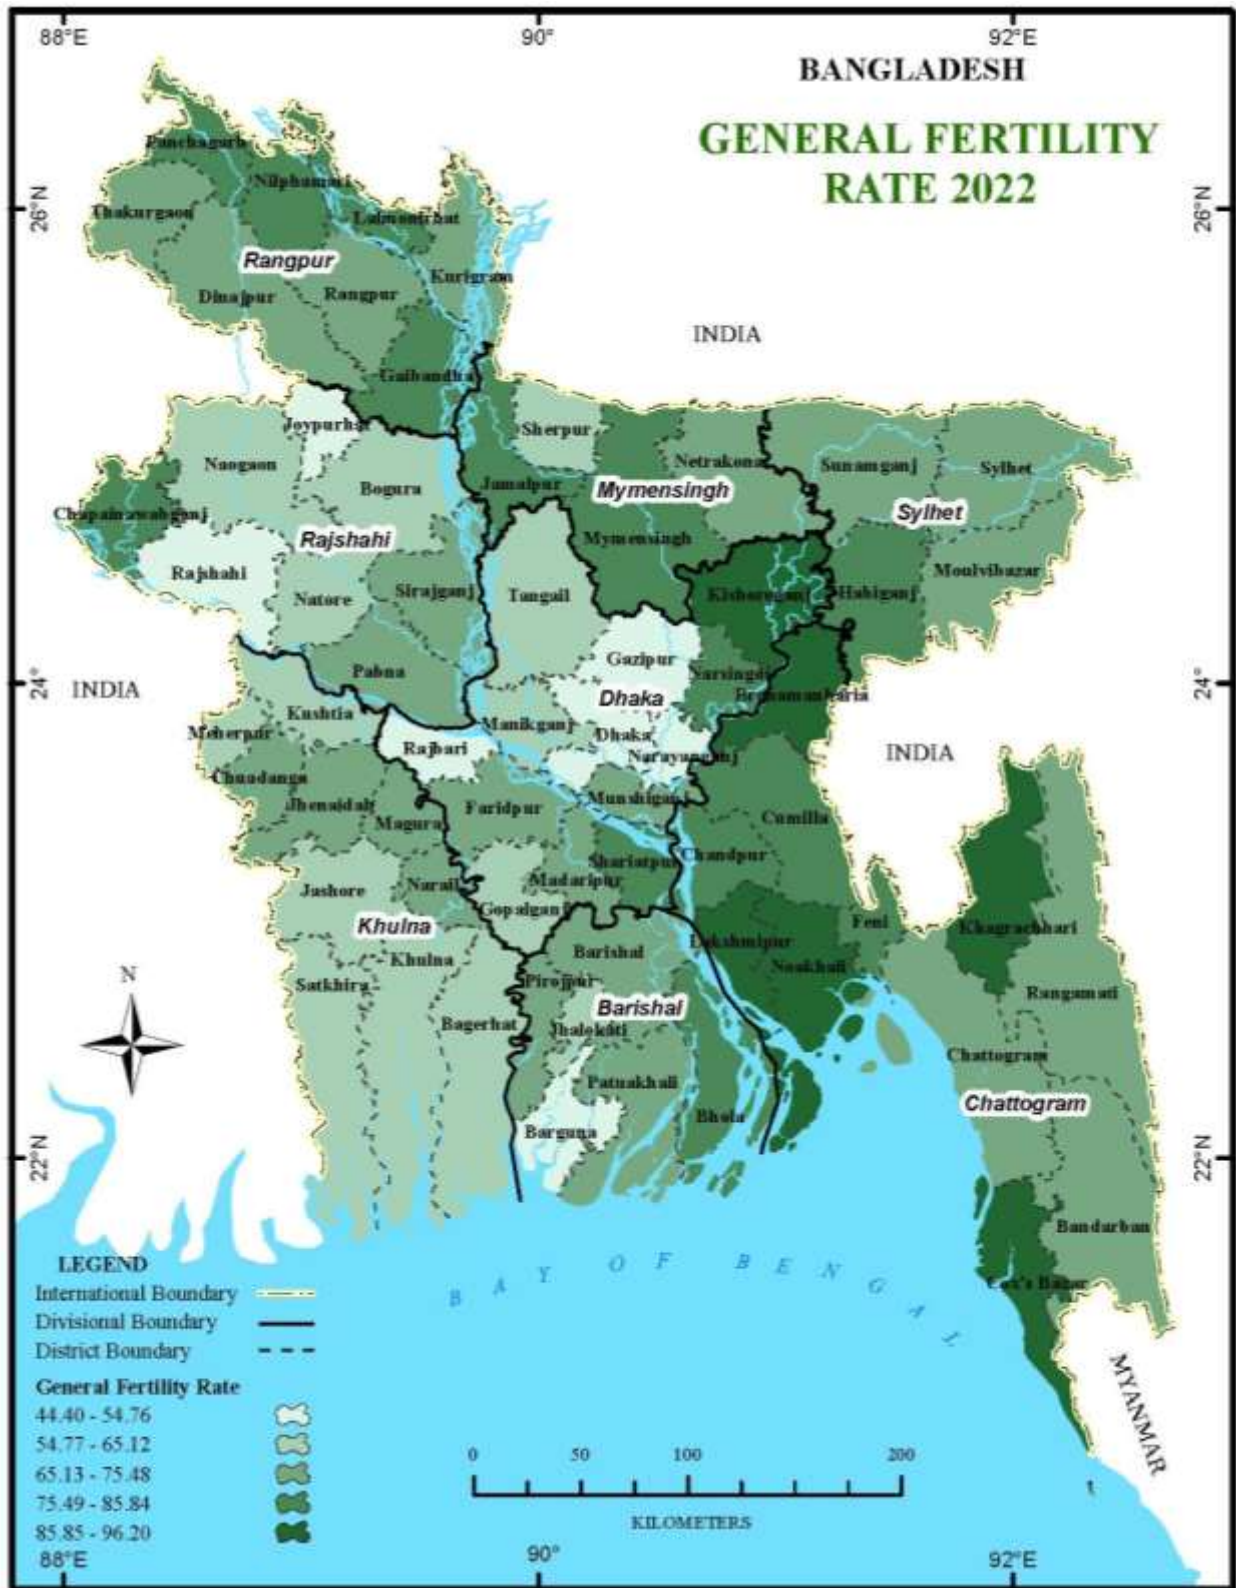 88°E
90°
92°E
BANGLADESH
GENERAL FERTILITY
RATE 2022
26°N
26°N
Panchagarh
Nilphamari
Thakurgaon
Lalmonirhat
Rangpur
Kurigram
Dinajpur
Rangpur
INDIA
Gaibandha
Joypurhat
Sherpur
Naogaon
Netrakona
Sunamganj
Sylhet
Bogura
Jamalpur
Mymensingh
Chapainawabganj
Sylhet
Rajshahi
Mymensingh
Rajshahi
Moulvibazar
Natore
Sirajganj
Tangail
Kishoreganj
Habiganj
Gazipur
Pabna
Narsingdi
24°
INDIA
Dhaka
Brahamanbaria
24°
Kushtia
Manikganj
Meherpur
Dhaka
Rajbari
Narayanganj
INDIA
Chuadanga
Munshiganj
Jhenaidah
Faridpur
Magura
Cumilla
Shariatpur
Chandpur
Jashore
Narail
Madaripur
Gopalganj
Khulna
Feni
Khagrachhari
Lakshmipur
Barishal
Khulna
Noakhali
N
Satkhira
Pirojpur
Rangamati
Barishal
Bagerhat
Jhalokati
Chattogram
Patuakhali
Chattogram
Bhola
Barguna
22°N
22°N
Bandarban
LEGEND
BAY OF BENGAL
Cox's Bazar
International Boundary
Divisional Boundary
District Boundary
MYANMAR
General Fertility Rate
44.40 - 54.76
54.77 - 65.12
65.13 - 75.48
75.49 - 85.84
85.85 - 96.20
0 50 100 200
KILOMETERS
88°E
90°
92°E